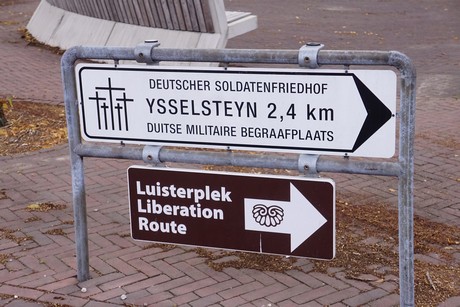 DEUTSCHER SOLDATENFRIEDHOF
YSSELSTEYN 2,4 km
DUITSE MILITAIRE BEGRAAFPLAATS
Luisterplek
Liberation
Route